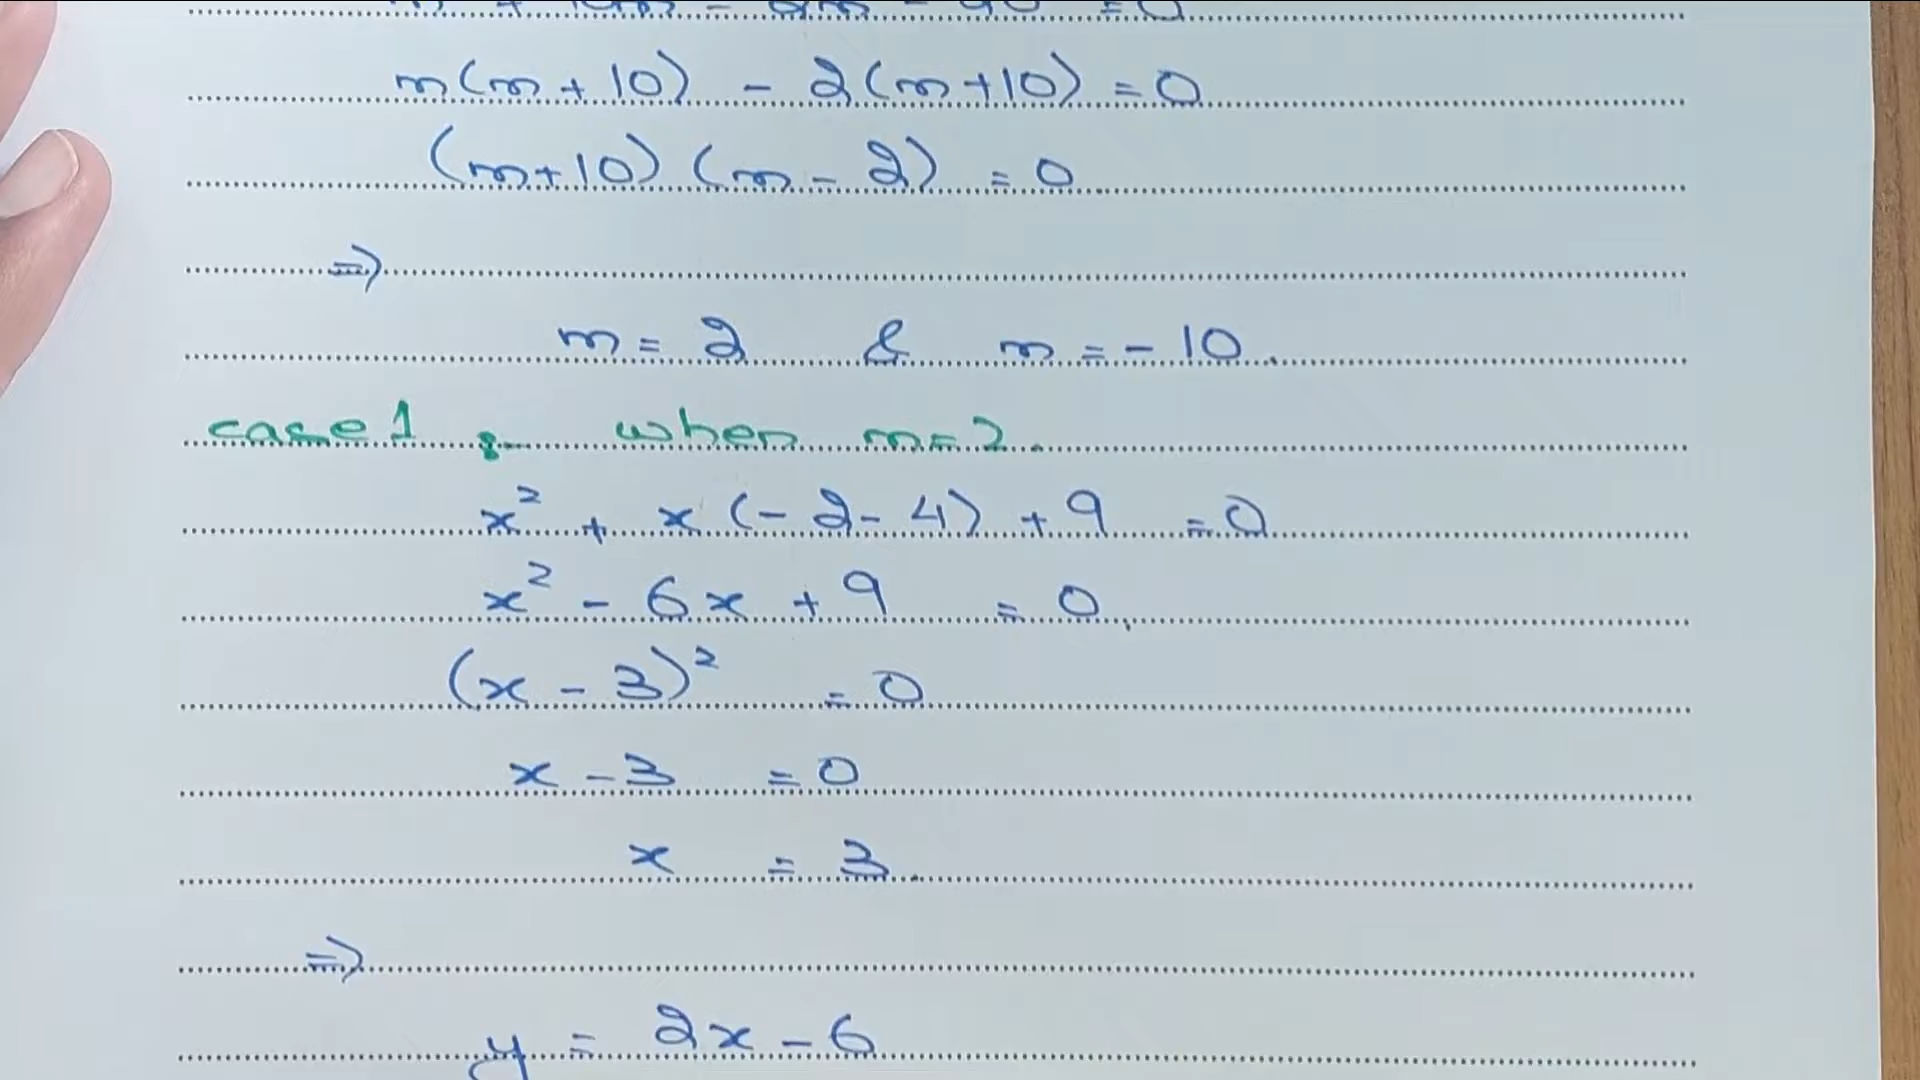 m(m+10) - 2(m+10) = 0
(m+10)(m-2) = 0
⇒
m = 2 & m = -10.
case 1 :- when m=2.
x² + x(-2-4) + 9 = 0
x² - 6x + 9 = 0.
(x - 3)² = 0
x - 3 = 0
x = 3.
⇒
y = 2x - 6